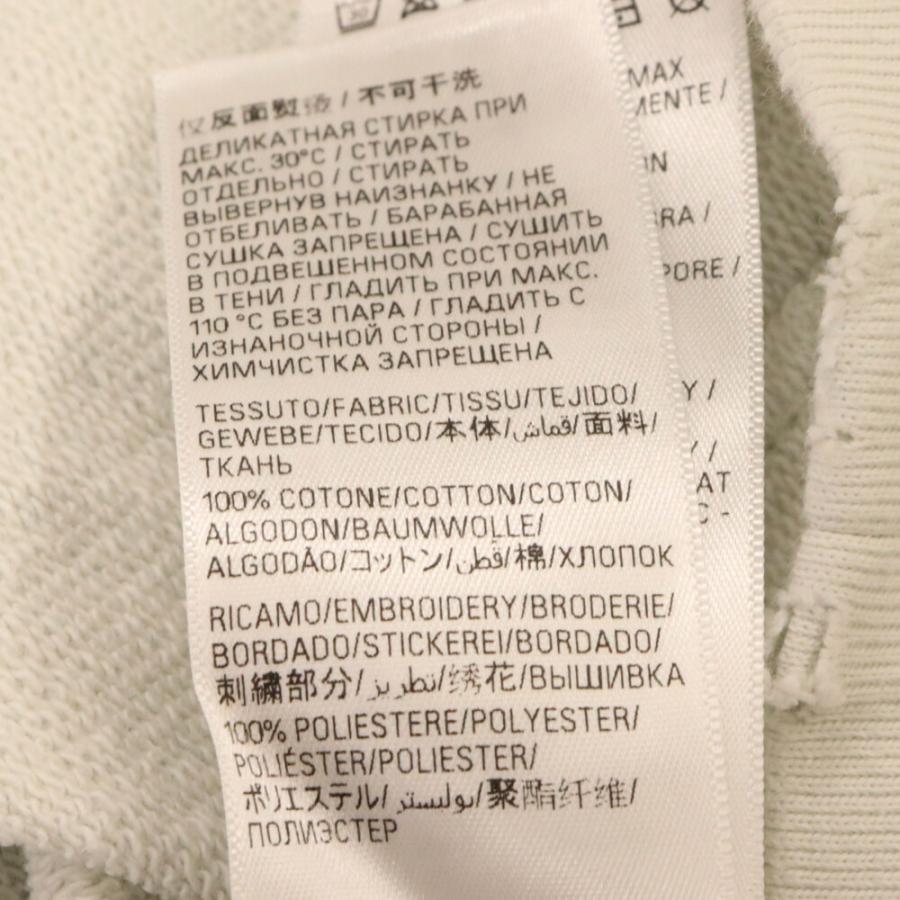 仅反面熨烫 / 不可干洗
ДЕЛИКАТНАЯ СТИРКА ПРИ
МАКС. 30°C / СТИРАТЬ
ОТДЕЛЬНО / СТИРАТЬ
ВЫВЕРНУВ НАИЗНАНКУ / НЕ
ОТБЕЛИВАТЬ / БАРАБАННАЯ
СУШКА ЗАПРЕЩЕНА / СУШИТЬ
В ПОДВЕШЕННОМ СОСТОЯНИИ
В ТЕНИ / ГЛАДИТЬ ПРИ МАКС.
110 °C БЕЗ ПАРА / ГЛАДИТЬ С
ИЗНАНОЧНОЙ СТОРОНЫ /
ХИМЧИСТКА ЗАПРЕЩЕНА
TESSUTO/FABRIC/TISSU/TEJIDO/
GEWEBE/TECIDO/本体/قماش/面料/
ТКАНЬ
100% COTONE/COTTON/COTON/
ALGODON/BAUMWOLLE/
ALGODÃO/コットン/قطن/棉/ХЛОПОК
RICAMO/EMBROIDERY/BRODERIE/
BORDADO/STICKEREI/BORDADO/
刺繍部分/تطريز/绣花/ВЫШИВКА
100% POLIESTERE/POLYESTER/
POLIÉSTER/POLIESTER/
ポリエステル/بوليستر/聚酯纤维/
ПОЛИЭСТЕР
MAX
MENTE /
ON
RA /
PORE /
Y /
/
AT
C -